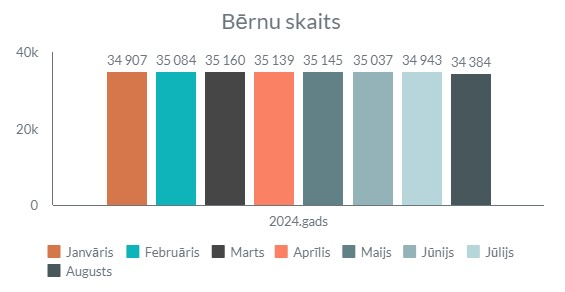 Bērnu skaits
40k
34 907 35 084 35 160 35 139 35 145 35 037 34 943 34 384
20k
0
2024.gads
Janvāris Februāris Marts Aprīlis Maijs Jūnijs Jūlijs
Augusts